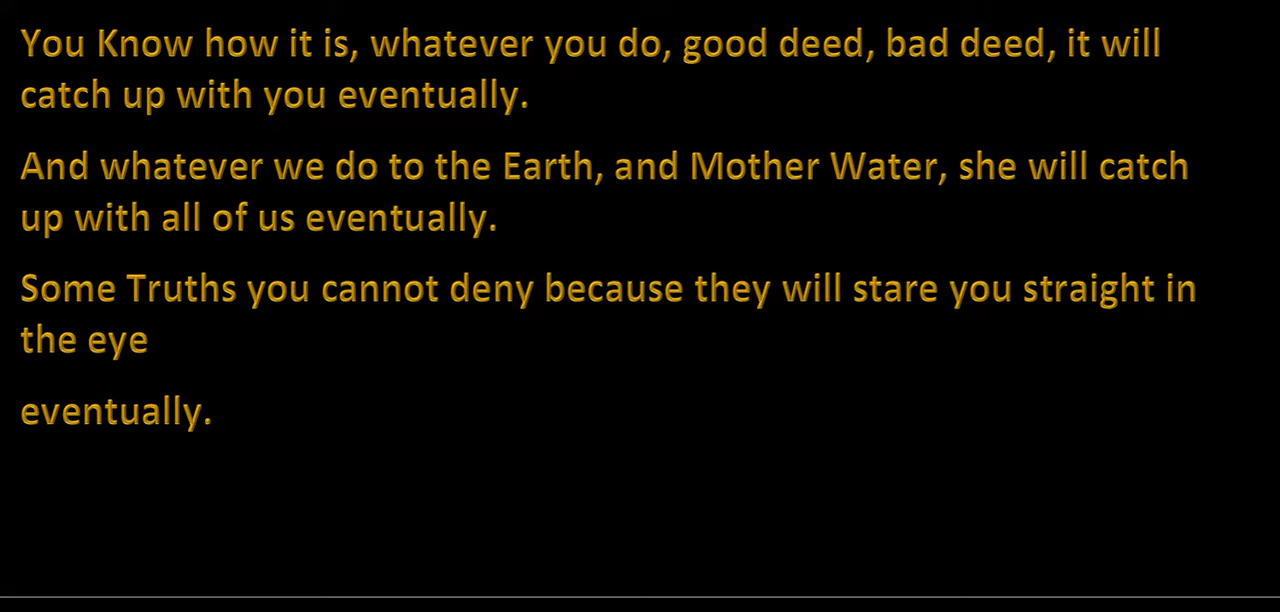 You Know how it is, whatever you do, good deed, bad deed, it will
catch up with you eventually.
And whatever we do to the Earth, and Mother Water, she will catch
up with all of us eventually.
Some Truths you cannot deny because they will stare you straight in
the eye
eventually.